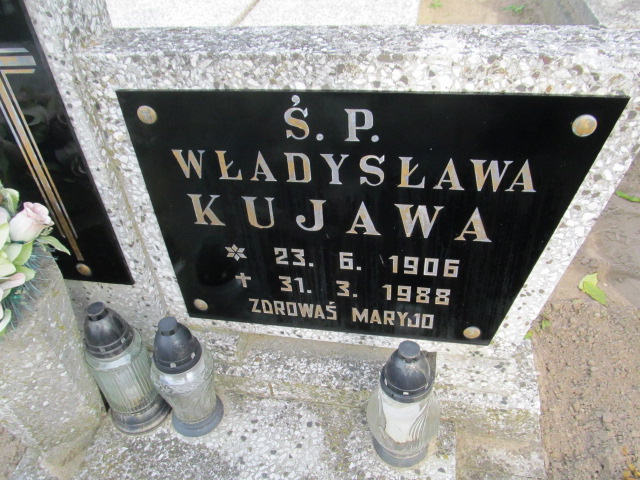 Ś. P.
WŁADYSŁAWA
KUJAWA
* 23. 6. 1906
✝ 31. 3. 1988
ZDROWAŚ MARYJO